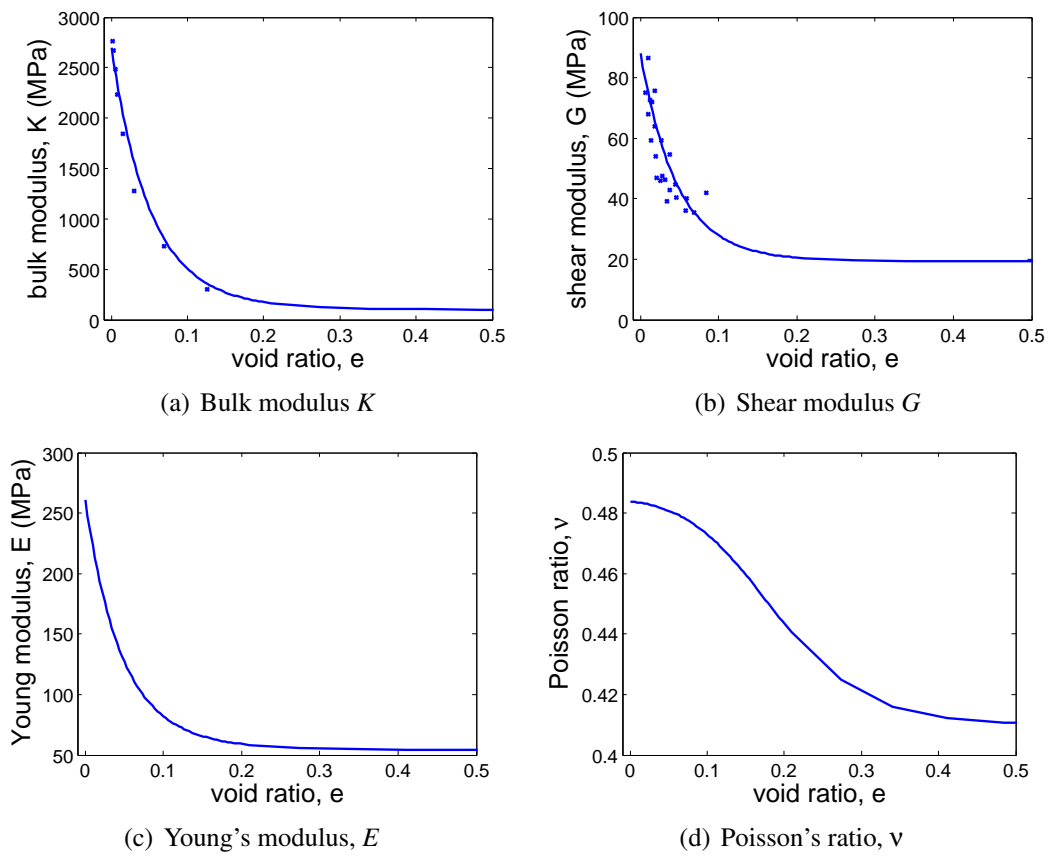 3000
2500
2000
1500
1000
500
0
bulk modulus, K (MPa)
0 0.1 0.2 0.3 0.4 0.5
void ratio, e
(a) Bulk modulus K
100
80
60
40
20
0
shear modulus, G (MPa)
0 0.1 0.2 0.3 0.4 0.5
void ratio, e
(b) Shear modulus G
300
250
200
150
100
50
Young modulus, E (MPa)
0 0.1 0.2 0.3 0.4 0.5
void ratio, e
(c) Young's modulus, E
0.5
0.48
0.46
0.44
0.42
0.4
Poisson ratio, ν
0 0.1 0.2 0.3 0.4 0.5
void ratio, e
(d) Poisson's ratio, ν